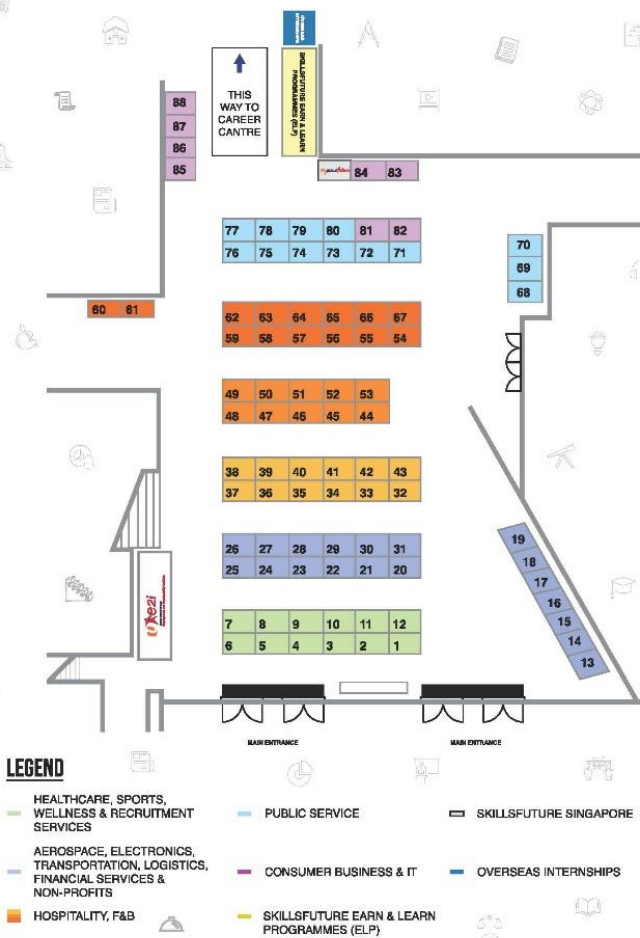 OVERSEAS
INTERNSHIPS
SKILLSFUTURE EARN & LEARN
PROGRAMMES (ELP)
THIS
WAY TO
CAREER
CANTRE
88
87
86
85
84 83
77 78 79 80 81 82
76 75 74 73 72 71
70
69
68
60 61
62 63 64 65 66 67
59 58 57 56 55 54
49 50 51 52 53
48 47 46 45 44
38 39 40 41 42 43
37 36 35 34 33 32
26 27 28 29 30 31
25 24 23 22 21 20
19
18
17
16
15
14
13
e2i
7 8 9 10 11 12
6 5 4 3 2 1
MAIN ENTRANCE MAIN ENTRANCE
LEGEND
HEALTHCARE, SPORTS,
WELLNESS & RECRUITMENT
SERVICES
PUBLIC SERVICE
SKILLSFUTURE SINGAPORE
AEROSPACE, ELECTRONICS,
TRANSPORTATION, LOGISTICS,
FINANCIAL SERVICES &
NON-PROFITS
CONSUMER BUSINESS & IT
OVERSEAS INTERNSHIPS
HOSPITALITY, F&B
SKILLSFUTURE EARN & LEARN
PROGRAMMES (ELP)